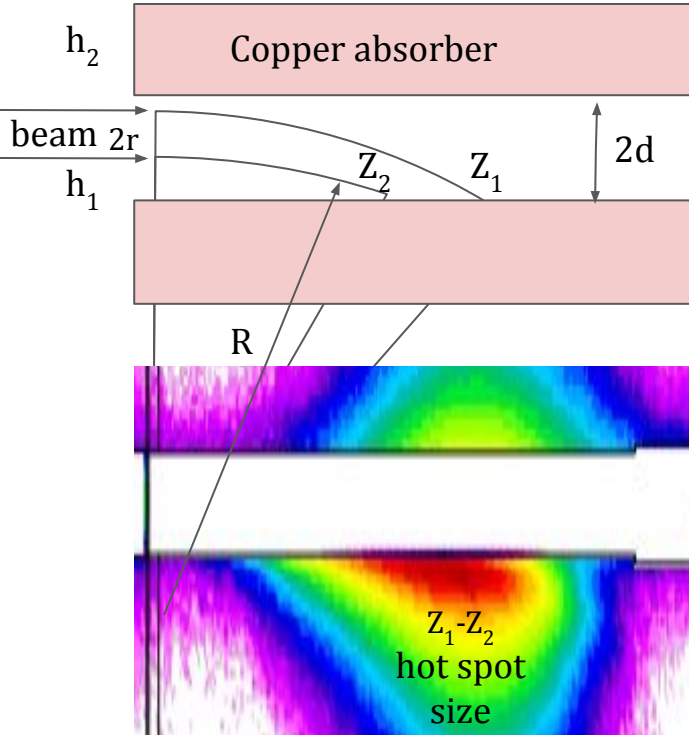 h₂
Copper absorber
beam 2r
2d
Z₂
Z₁
h₁
R
Z₁-Z₂
hot spot
size